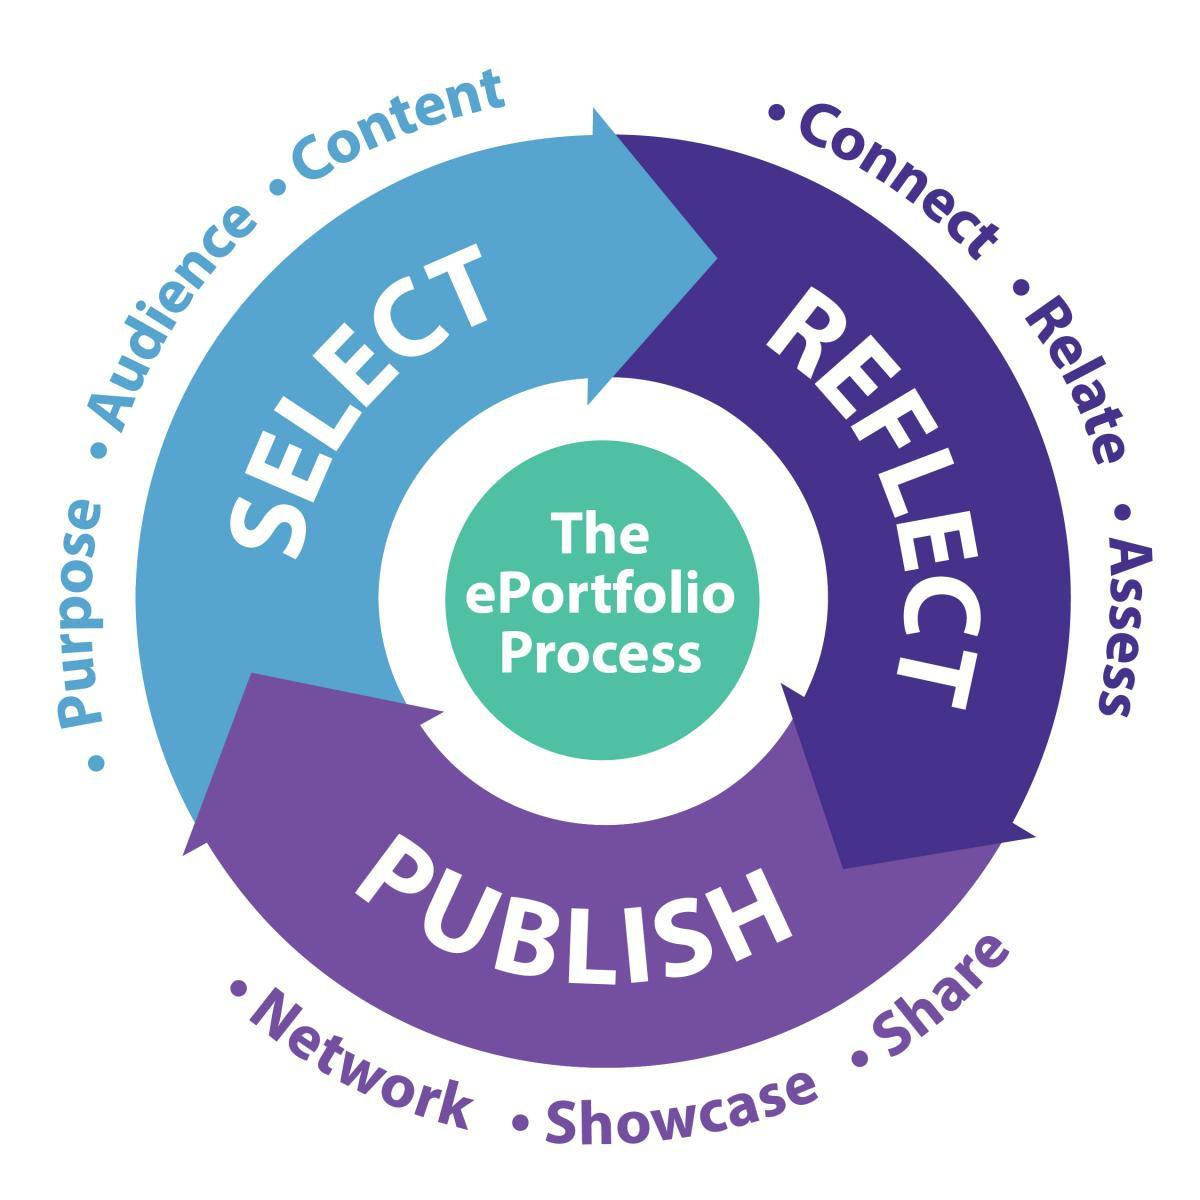 The
ePortfolio
Process
SELECT
• Purpose
• Audience
• Content
REFLECT
• Connect
• Relate
• Assess
PUBLISH
• Network
• Showcase
• Share